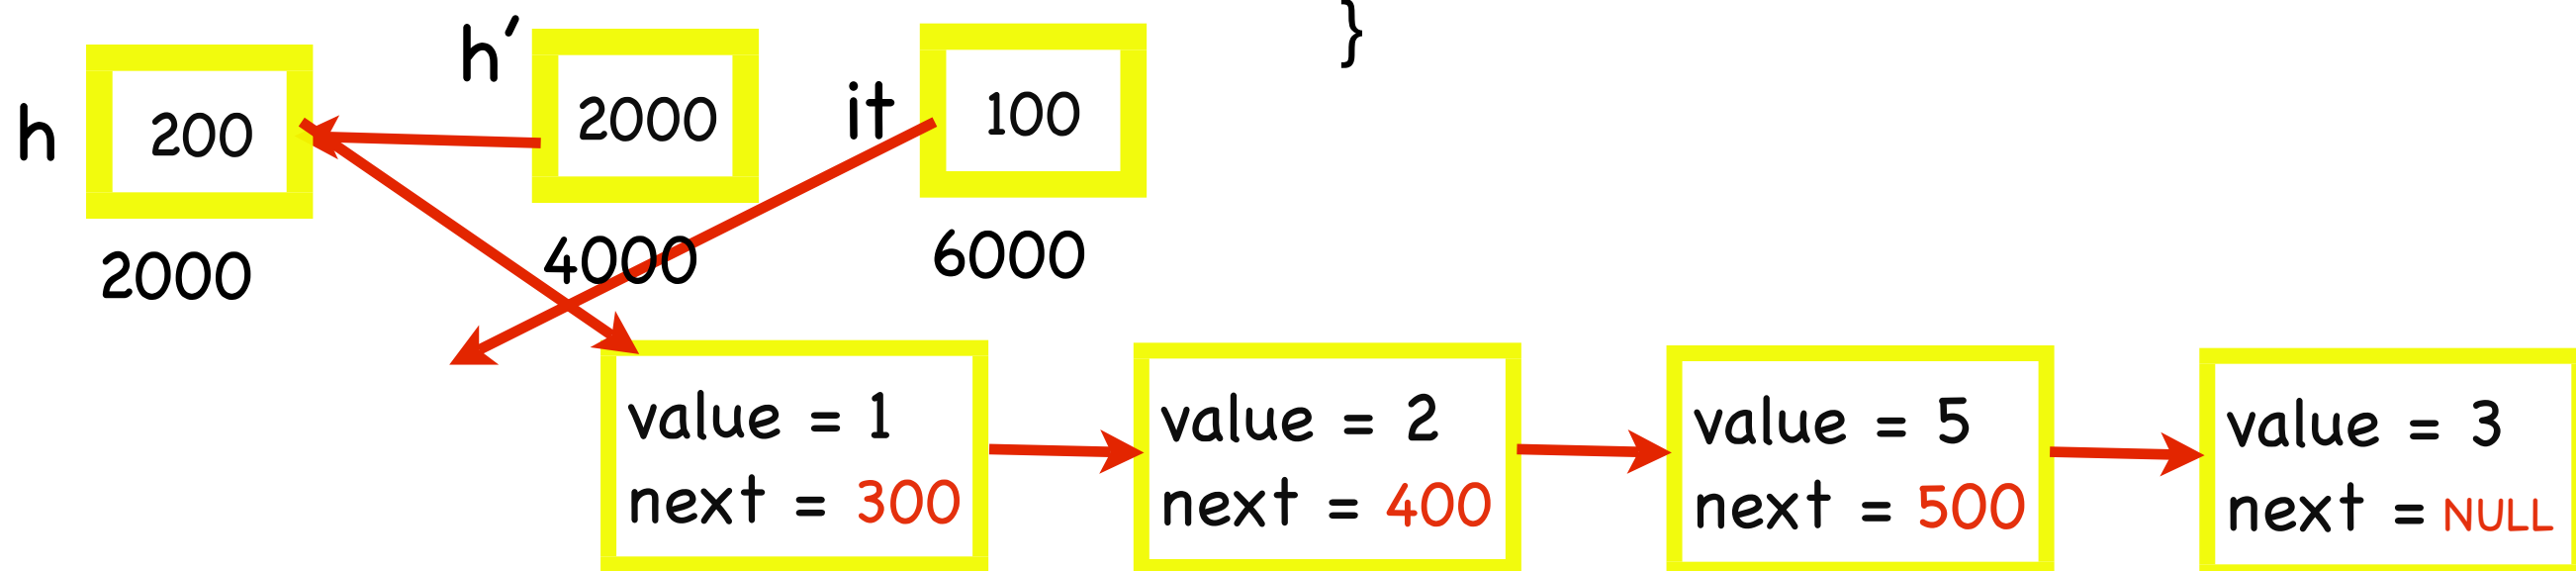 }
h 200
h′ 2000
it 100
2000
4000
6000
value = 1
next = 300
value = 2
next = 400
value = 5
next = 500
value = 3
next = NULL